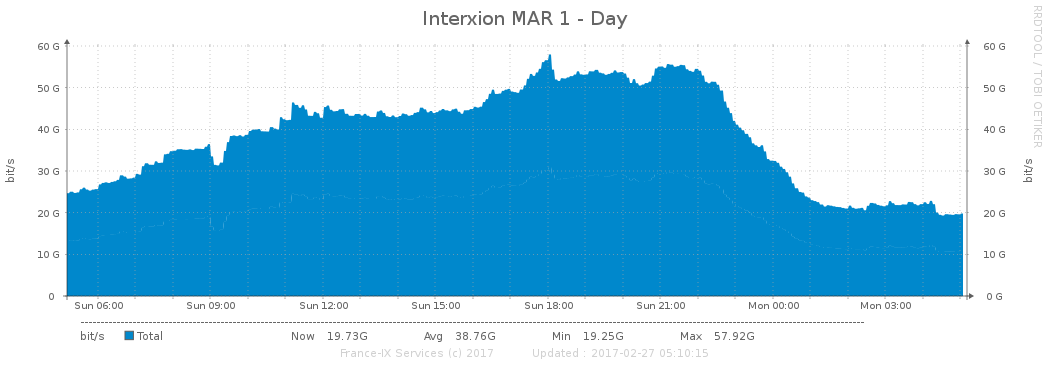 Interxion MAR 1 - Day
RRDTOOL / TOBI OETIKER
60 G 60 G
50 G 50 G
40 G 40 G
30 G 30 G
20 G 20 G
10 G 10 G
0 0 G
bit/s
bit/s
Sun 06:00 Sun 09:00 Sun 12:00 Sun 15:00 Sun 18:00 Sun 21:00 Mon 00:00 Mon 03:00
bit/s Total Now 19.73G Avg 38.76G Min 19.25G Max 57.92G
France-IX Services (c) 2017 Updated : 2017-02-27 05:10:15